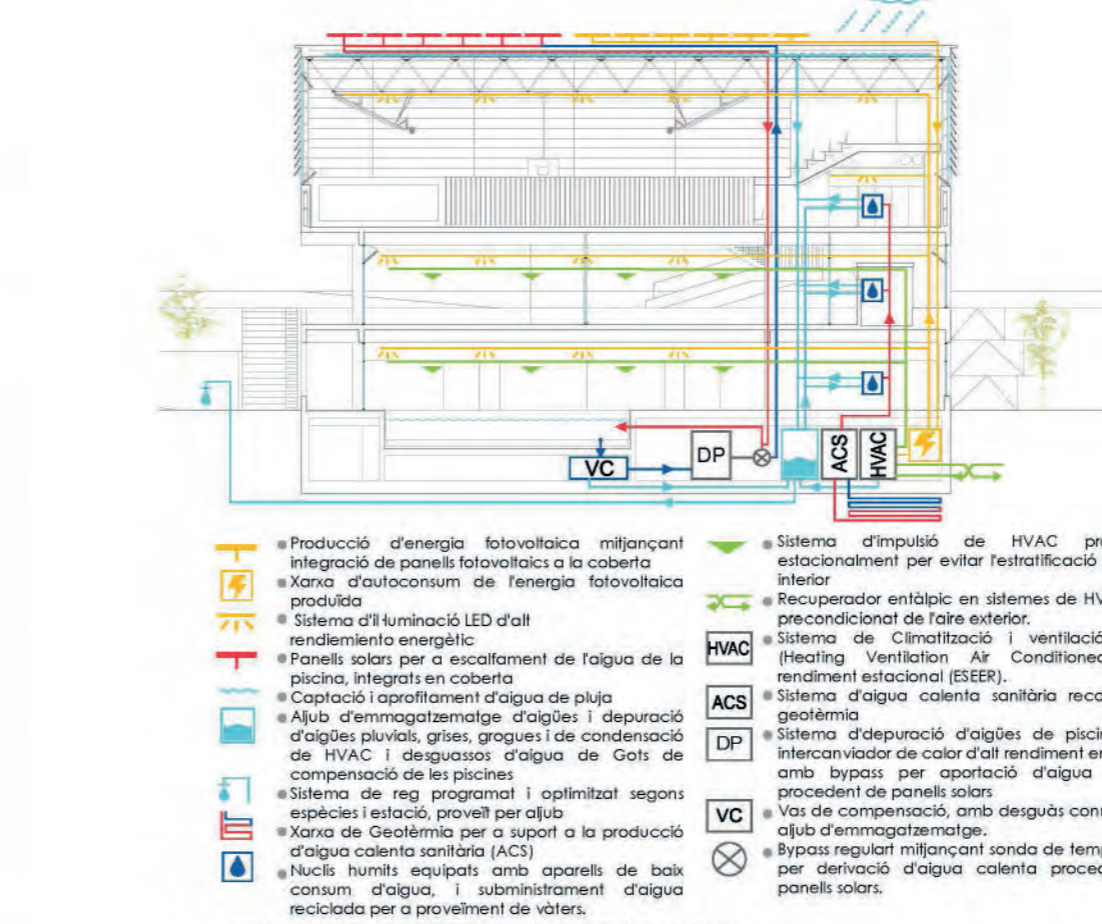 VC
DP
ACS
HVAC
Producció d'energia fotovoltaica mitjançant
integració de panells fotovoltaics a la coberta
Xarxa d'autoconsum de l'energia fotovoltaica
produïda
Sistema d'il·luminació LED d'alt
rendiemiento energètic
Panells solars per a escalfament de l'aigua de la
piscina, integrats en coberta
Captació i aprofitament d'aigua de pluja
Aljub d'emmagatzematge d'aigües i depuració
d'aigües pluvials, grises, grogues i de condensació
de HVAC i desguassos d'aigua de Gots de
compensació de les piscines
Sistema de reg programat i optimitzat segons
espècies i estació, proveït per aljub
Xarxa de Geotèrmia per a suport a la producció
d'aigua calenta sanitària (ACS)
Nuclis humits equipats amb aparells de baix
consum d'aigua, i subministrament d'aigua
reciclada per a proveïment de vàters.
Sistema d'impulsió de HVAC
estacionalment per evitar l'estratificació
interior
Recuperador entàlpic en sistemes de
precondicionat de l'aire exterior.
HVAC
Sistema de Climatització i
(Heating Ventilation Air
rendiment estacional (ESEER).
ACS
Sistema d'aigua calenta sanitària
geotèrmia
DP
Sistema d'depuració d'aigües de
intercanviador de calor d'alt rendiment
amb bypass per aportació d'aigua
procedent de panells solars
VC
Vas de compensació, amb desguàs
aljub d'emmagatzematge.
Bypass regulart mitjançant sonda de
per derivació d'aigua calenta
panells solars.